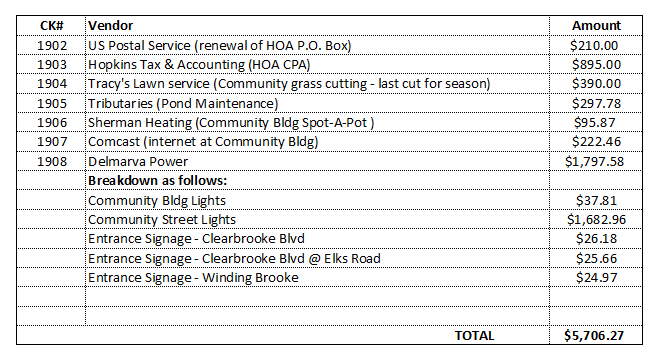 CK# Vendor Amount
1902 US Postal Service (renewal of HOA P.O. Box) $210.00
1903 Hopkins Tax & Accounting (HOA CPA) $895.00
1904 Tracy's Lawn service (Community grass cutting - last cut for season) $390.00
1905 Tributaries (Pond Maintenance) $297.78
1906 Sherman Heating (Community Bldg Spot-A-Pot ) $95.87
1907 Comcast (internet at Community Bldg) $222.46
1908 Delmarva Power $1,797.58
Breakdown as follows:
Community Bldg Lights $37.81
Community Street Lights $1,682.96
Entrance Signage - Clearbrooke Blvd $26.18
Entrance Signage - Clearbrooke Blvd @ Elks Road $25.66
Entrance Signage - Winding Brooke $24.97
TOTAL $5,706.27